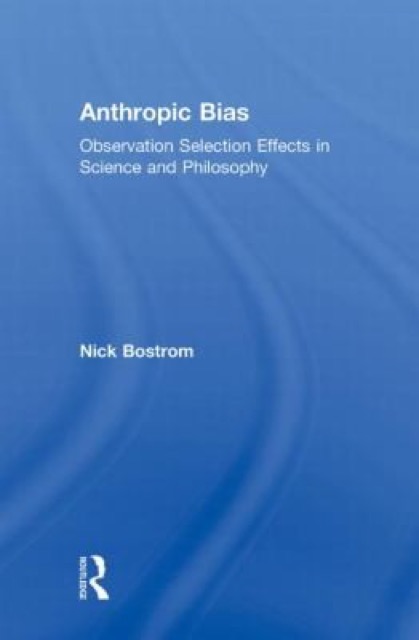 Anthropic Bias
Observation Selection Effects in
Science and Philosophy
Nick Bostrom
ROUTLEDGE
R